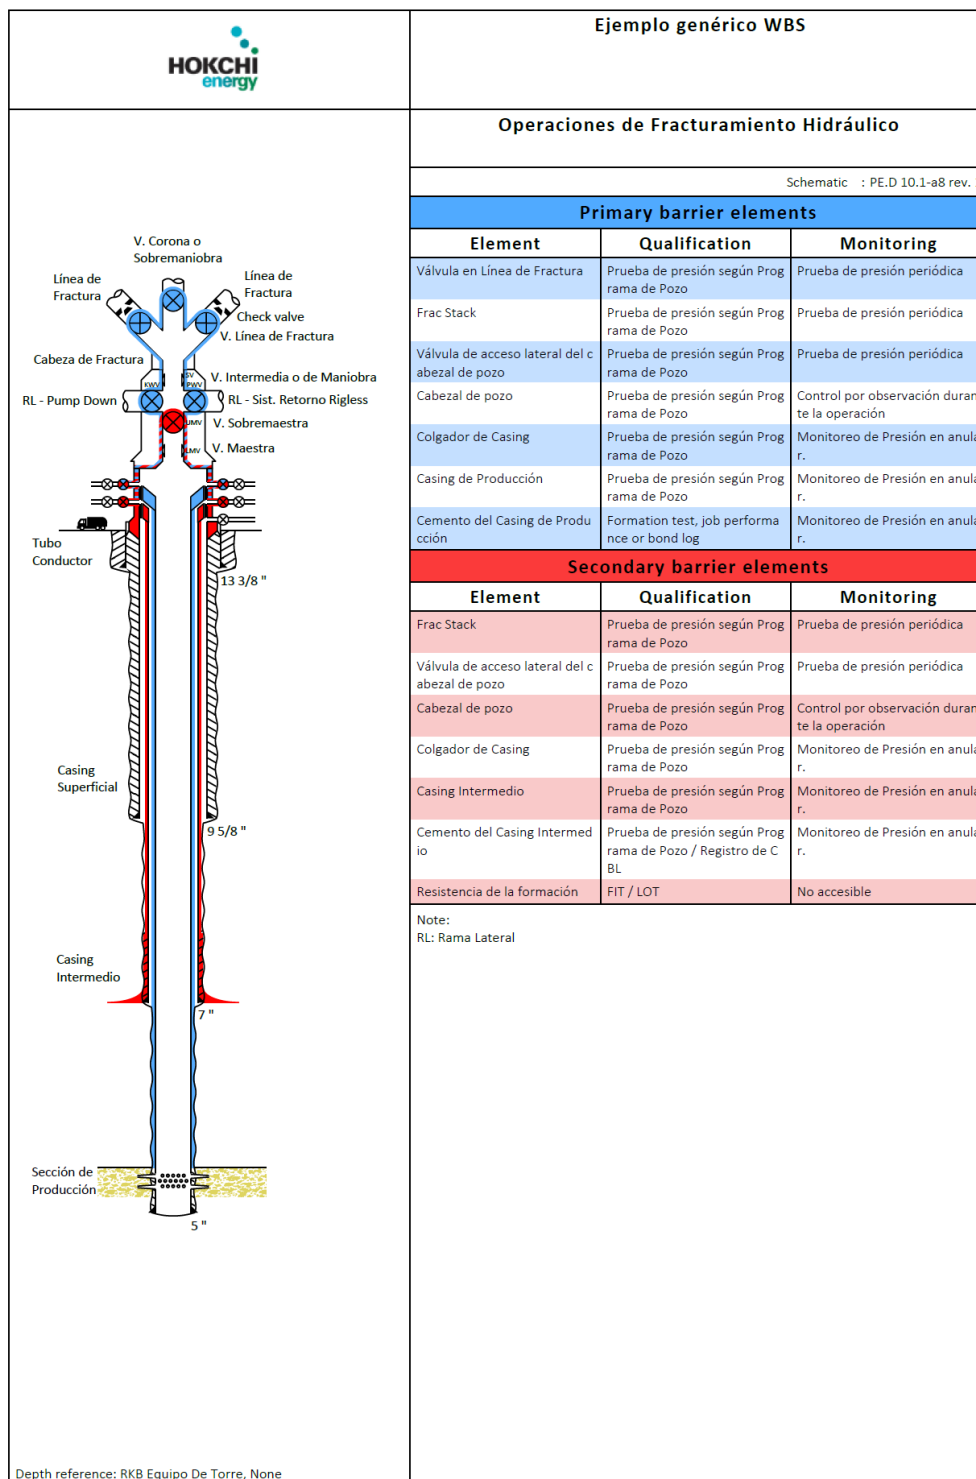 HOKCHI
energy
Ejemplo genérico WBS
Operaciones de Fracturamiento Hidráulico
Schematic : PE.D 10.1-a8 rev.
V. Corona o
Sobremaniobra
Línea de
Fractura
Línea de
Fractura
Check valve
V. Línea de Fractura
Cabeza de Fractura
SV
V. Intermedia o de Maniobra
KWV
PWV
RL - Pump Down
RL - Sist. Retorno Rigless
UMV
V. Sobremaestra
LMV
V. Maestra
Tubo
Conductor
13 3/8 "
Casing
Superficial
9 5/8 "
Casing
Intermedio
7 "
Sección de
Producción
5 "
Depth reference: RKB Equipo De Torre, None
Primary barrier elements
Element Qualification Monitoring
Válvula en Línea de Fractura Prueba de presión según Prog Prueba de presión periódica
rama de Pozo
Frac Stack Prueba de presión según Prog Prueba de presión periódica
rama de Pozo
Válvula de acceso lateral del c Prueba de presión según Prog Prueba de presión periódica
abezal de pozo rama de Pozo
Cabezal de pozo Prueba de presión según Prog Control por observación duran
rama de Pozo te la operación
Colgador de Casing Prueba de presión según Prog Monitoreo de Presión en anula
rama de Pozo r.
Casing de Producción Prueba de presión según Prog Monitoreo de Presión en anula
rama de Pozo r.
Cemento del Casing de Produ Formation test, job performa Monitoreo de Presión en anula
cción nce or bond log r.
Secondary barrier elements
Element Qualification Monitoring
Frac Stack Prueba de presión según Prog Prueba de presión periódica
rama de Pozo
Válvula de acceso lateral del c Prueba de presión según Prog Prueba de presión periódica
abezal de pozo rama de Pozo
Cabezal de pozo Prueba de presión según Prog Control por observación duran
rama de Pozo te la operación
Colgador de Casing Prueba de presión según Prog Monitoreo de Presión en anula
rama de Pozo r.
Casing Intermedio Prueba de presión según Prog Monitoreo de Presión en anula
rama de Pozo r.
Cemento del Casing Intermed Prueba de presión según Prog Monitoreo de Presión en anula
io rama de Pozo / Registro de C r.
BL
Resistencia de la formación FIT / LOT No accesible
Note:
RL: Rama Lateral